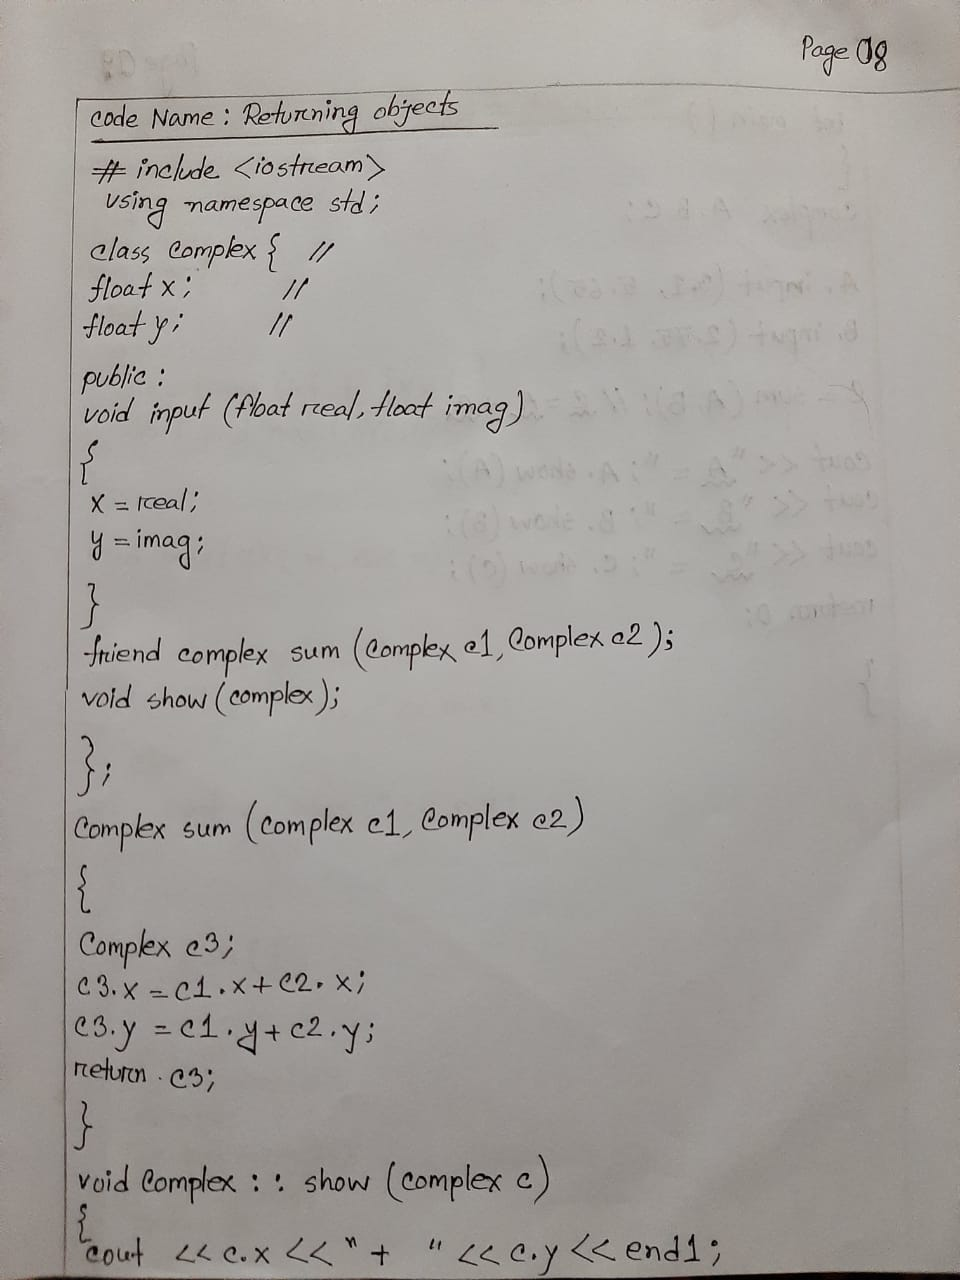 Page 08
code Name : Returning objects
# include <iostream>
using namespace std;
class Complex { //
float x; //
float y; //
public :
void input (float real, float imag)
{
x = real;
y = imag;
}
friend complex sum (Complex c1, Complex c2);
void show (complex);
};
Complex sum (complex c1, Complex c2)
{
Complex c3;
c3.x = c1.x + c2.x;
c3.y = c1.y + c2.y;
return c3;
}
void Complex : : show (complex c)
{
cout << c.x << " + " << c.y << end1;